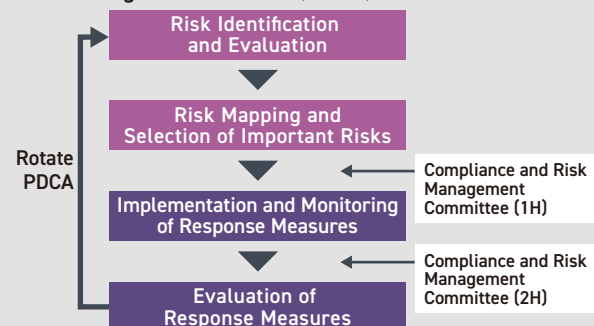 Risk Identification
and Evaluation
Risk Mapping and
Selection of Important Risks
Rotate
PDCA
Compliance and Risk
Management
Committee (1H)
Implementation and Monitoring
of Response Measures
Compliance and Risk
Management
Committee (2H)
Evaluation of
Response Measures